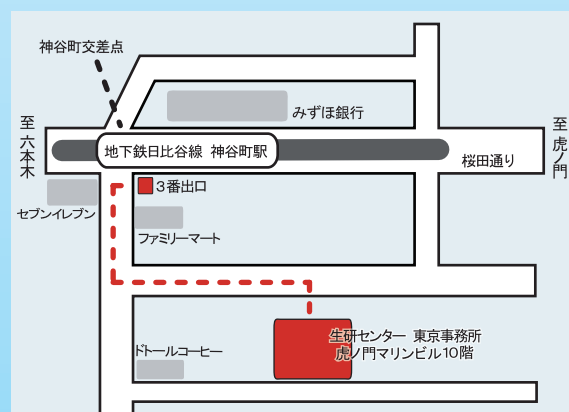 神谷町交差点
みずほ銀行
至六本木
至虎ノ門
地下鉄日比谷線 神谷町駅
桜田通り
3番出口
セブンイレブン
ファミリーマート
生研センター 東京事務所
虎ノ門マリンビル10階
ドトールコーヒー